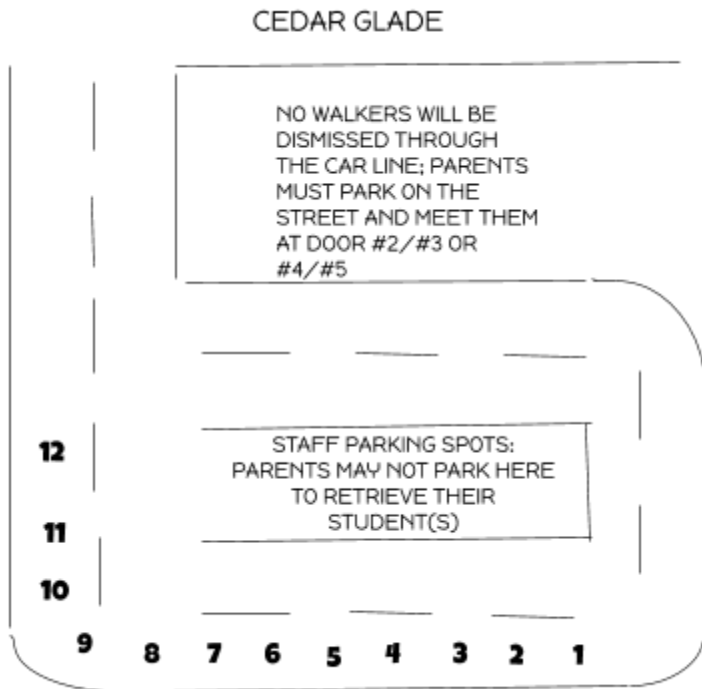 CEDAR GLADE
NO WALKERS WILL BE
DISMISSED THROUGH
THE CAR LINE; PARENTS
MUST PARK ON THE
STREET AND MEET THEM
AT DOOR #2/#3 OR
#4/#5
STAFF PARKING SPOTS:
PARENTS MAY NOT PARK HERE
TO RETRIEVE THEIR
STUDENT(S)
12
11
10
9 8 7 6 5 4 3 2 1